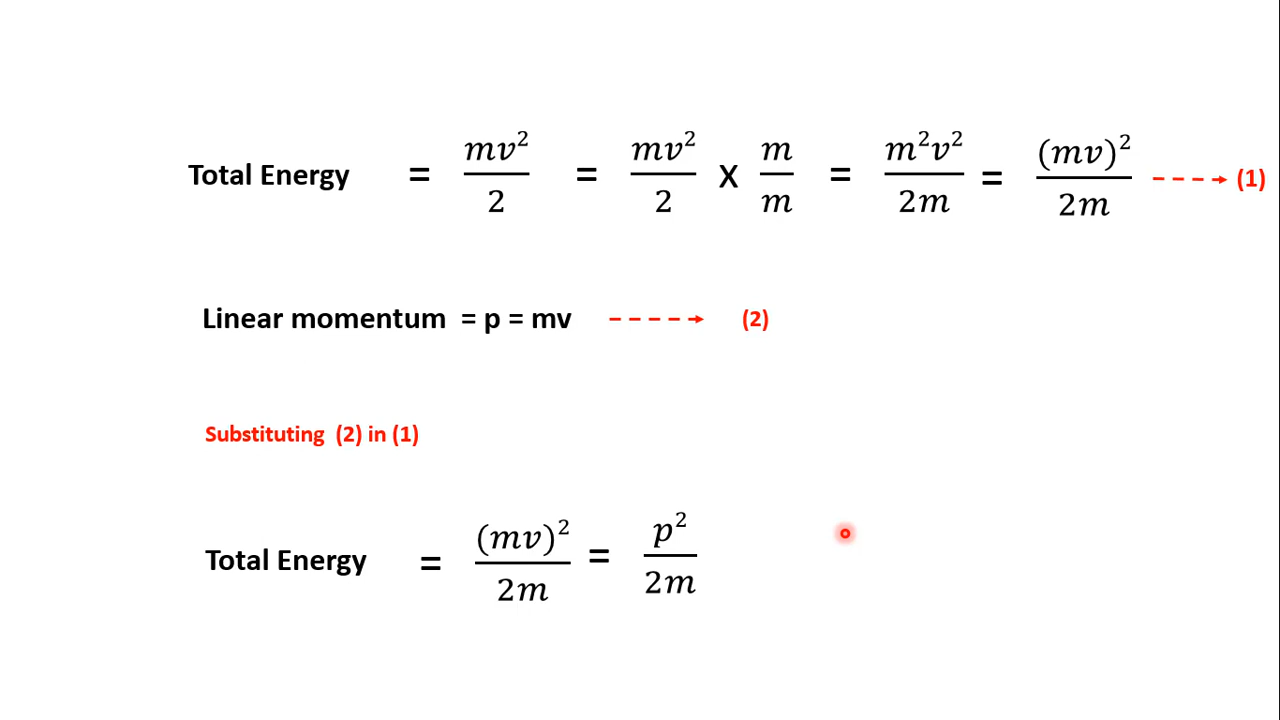 Total Energy = mv²/2 = mv²/2 X m/m = m²v²/2m = (mv)²/2m (1)
Linear momentum = p = mv (2)
Substituting (2) in (1)
Total Energy = (mv)²/2m = p²/2m